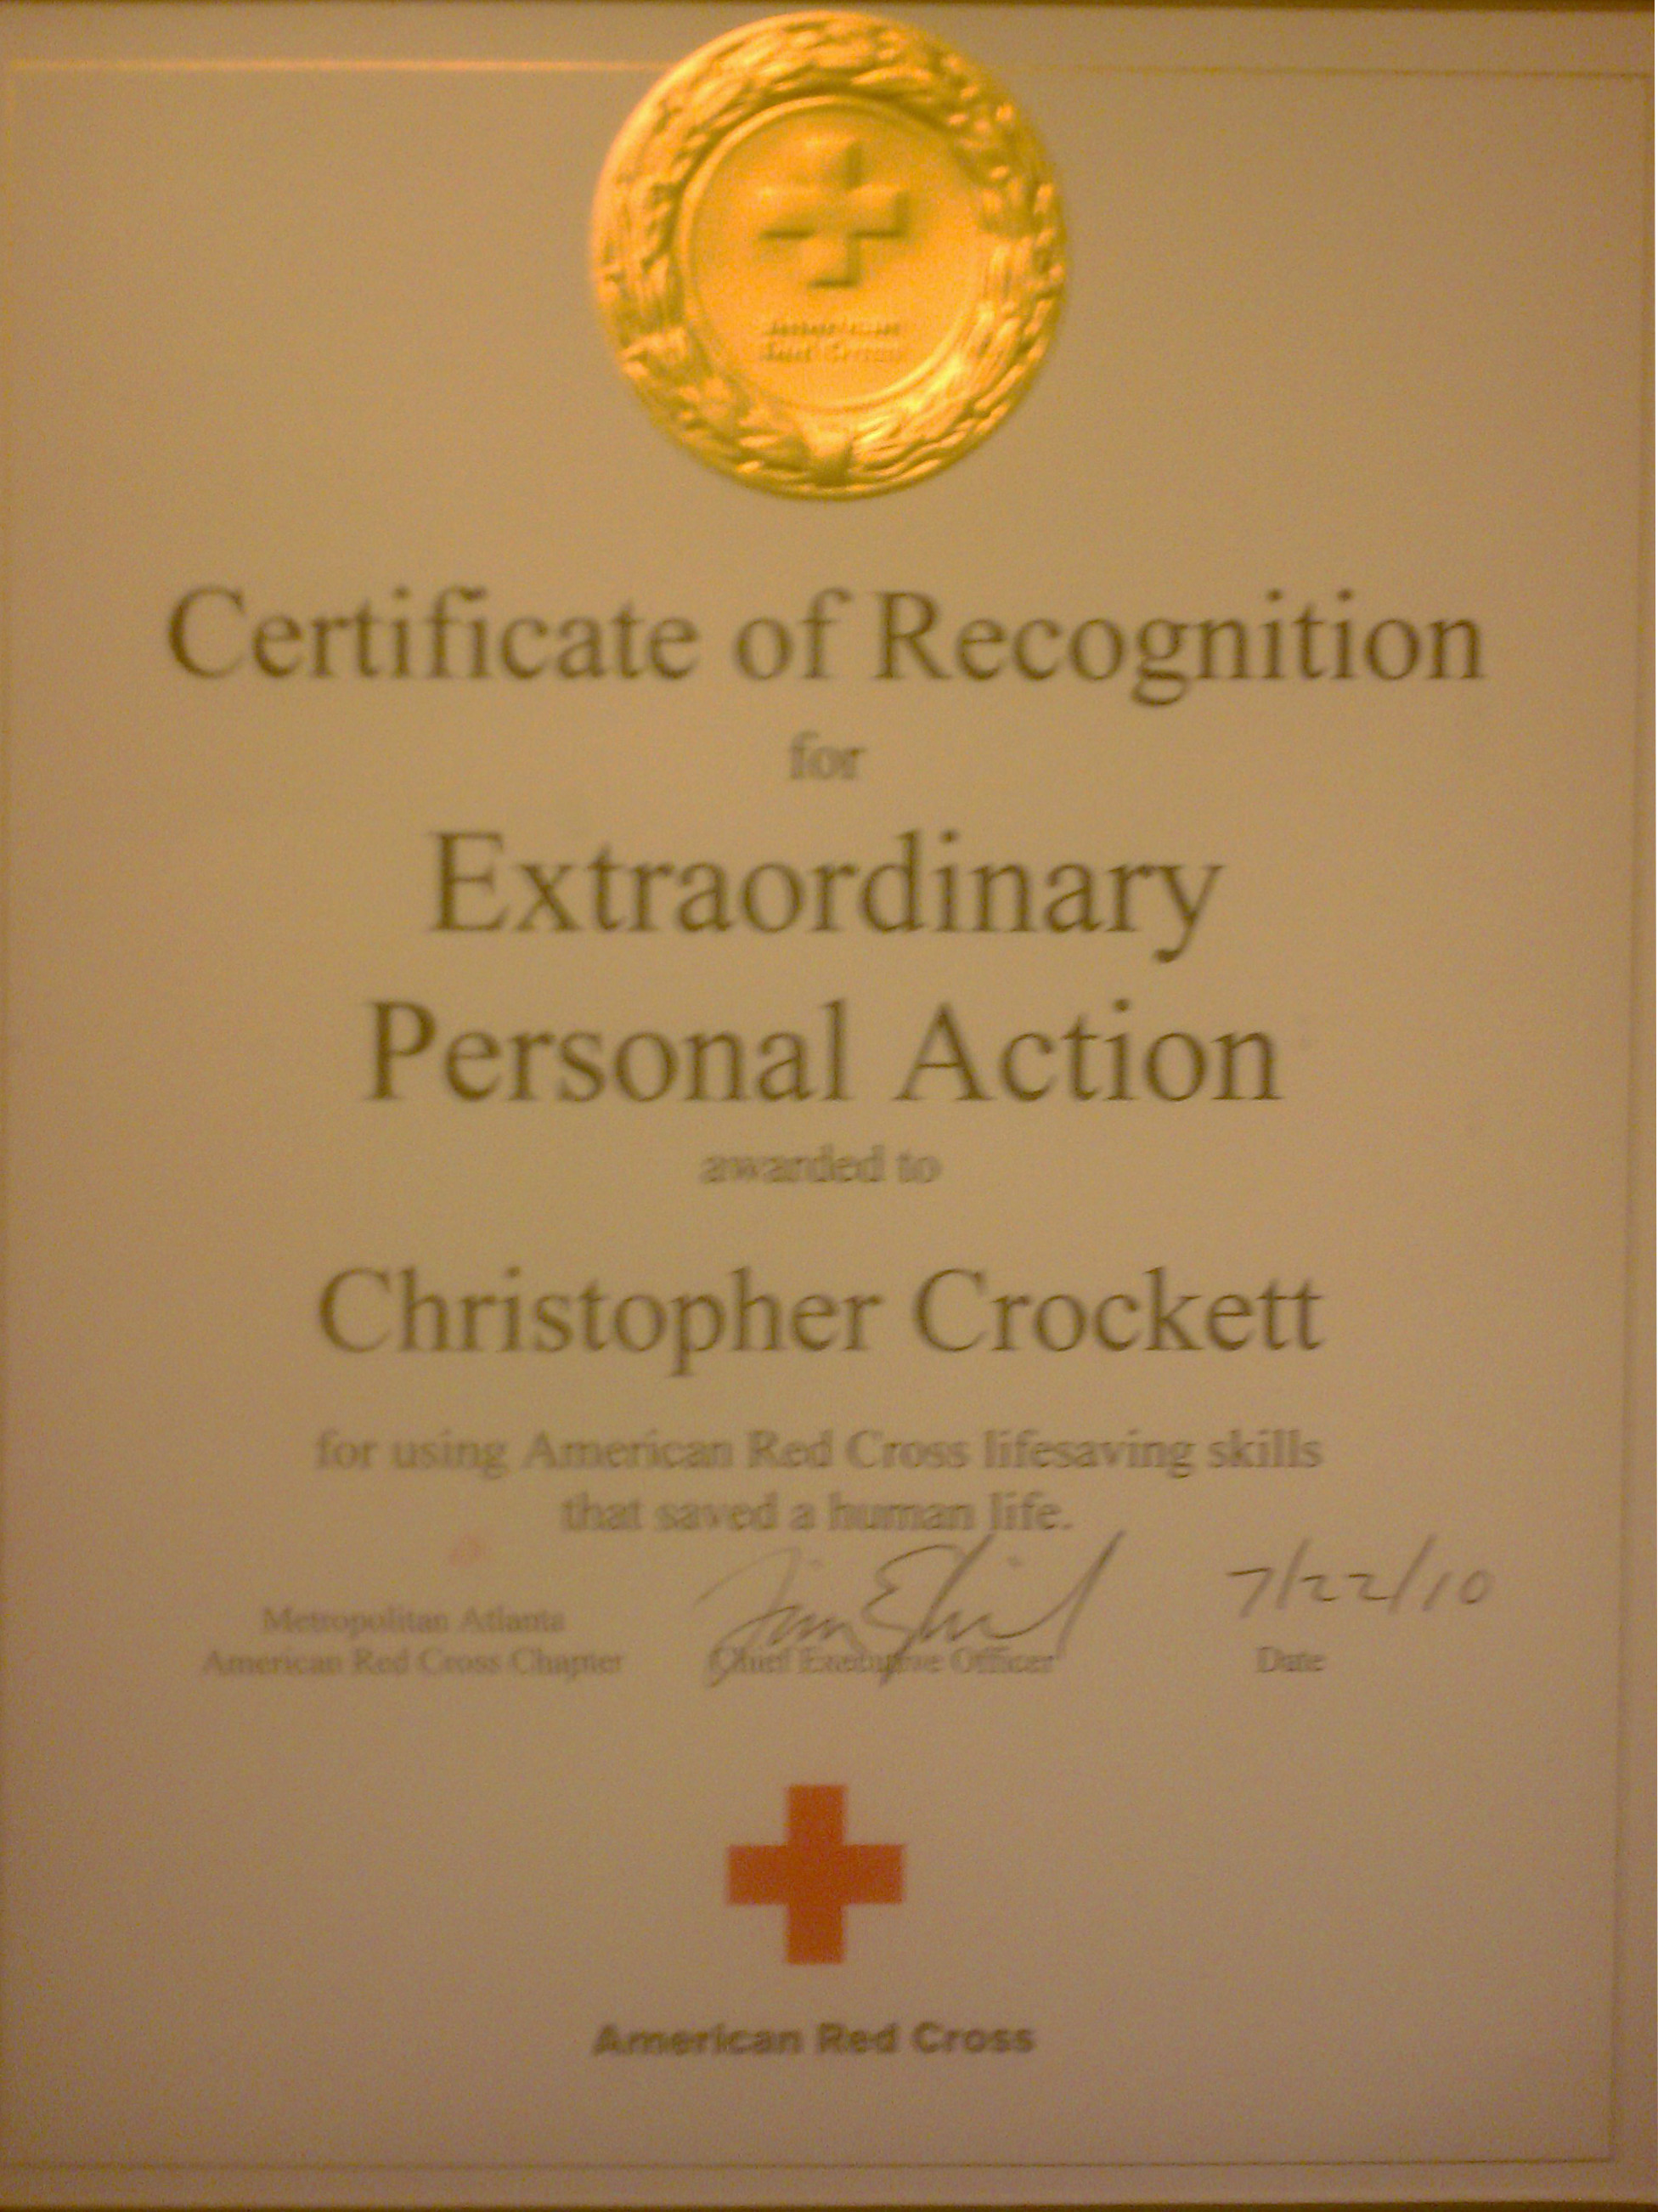 American
Red Cross
Certificate of Recognition
for
Extraordinary
Personal Action
awarded to
Christopher Crockett
for using American Red Cross lifesaving skills
that saved a human life.
7/22/10
Metropolitan Atlanta
American Red Cross Chapter
Chief Executive Officer
Date
American Red Cross